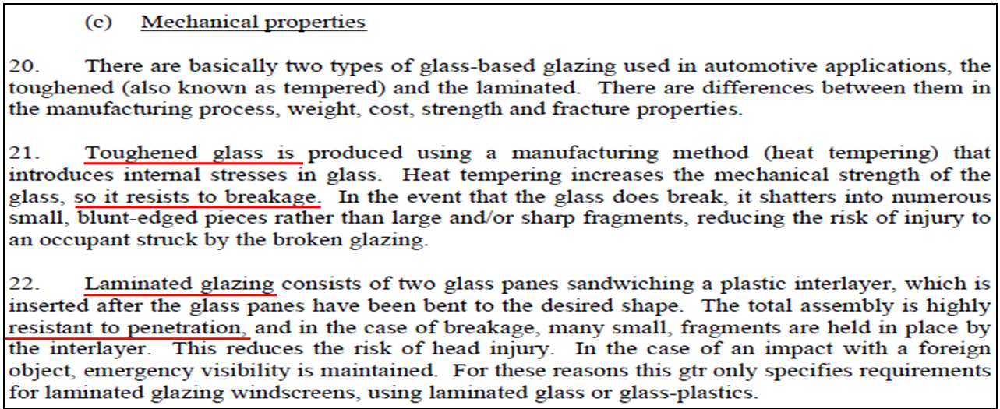 (c) Mechanical properties
20. There are basically two types of glass-based glazing used in automotive applications, the
toughened (also known as tempered) and the laminated. There are differences between them in
the manufacturing process, weight, cost, strength and fracture properties.
21. Toughened glass is produced using a manufacturing method (heat tempering) that
introduces internal stresses in glass. Heat tempering increases the mechanical strength of the
glass, so it resists to breakage. In the event that the glass does break, it shatters into numerous
small, blunt-edged pieces rather than large and/or sharp fragments, reducing the risk of injury to
an occupant struck by the broken glazing.
22. Laminated glazing consists of two glass panes sandwiching a plastic interlayer, which is
inserted after the glass panes have been bent to the desired shape. The total assembly is highly
resistant to penetration, and in the case of breakage, many small, fragments are held in place by
the interlayer. This reduces the risk of head injury. In the case of an impact with a foreign
object, emergency visibility is maintained. For these reasons this gtr only specifies requirements
for laminated glazing windscreens, using laminated glass or glass-plastics.